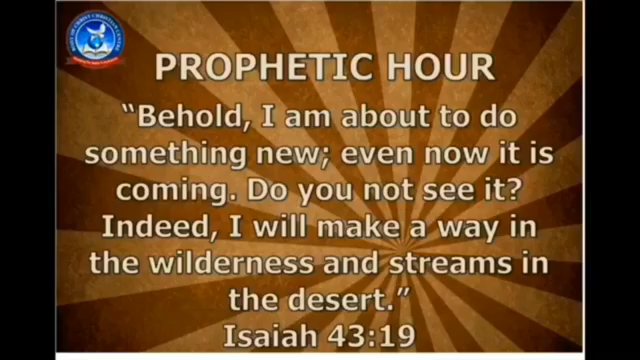 PROPHETIC HOUR
“Behold, I am about to do
something new; even now it is
coming. Do you not see it?
Indeed, I will make a way in
the wilderness and streams in
the desert.”
Isaiah 43:19